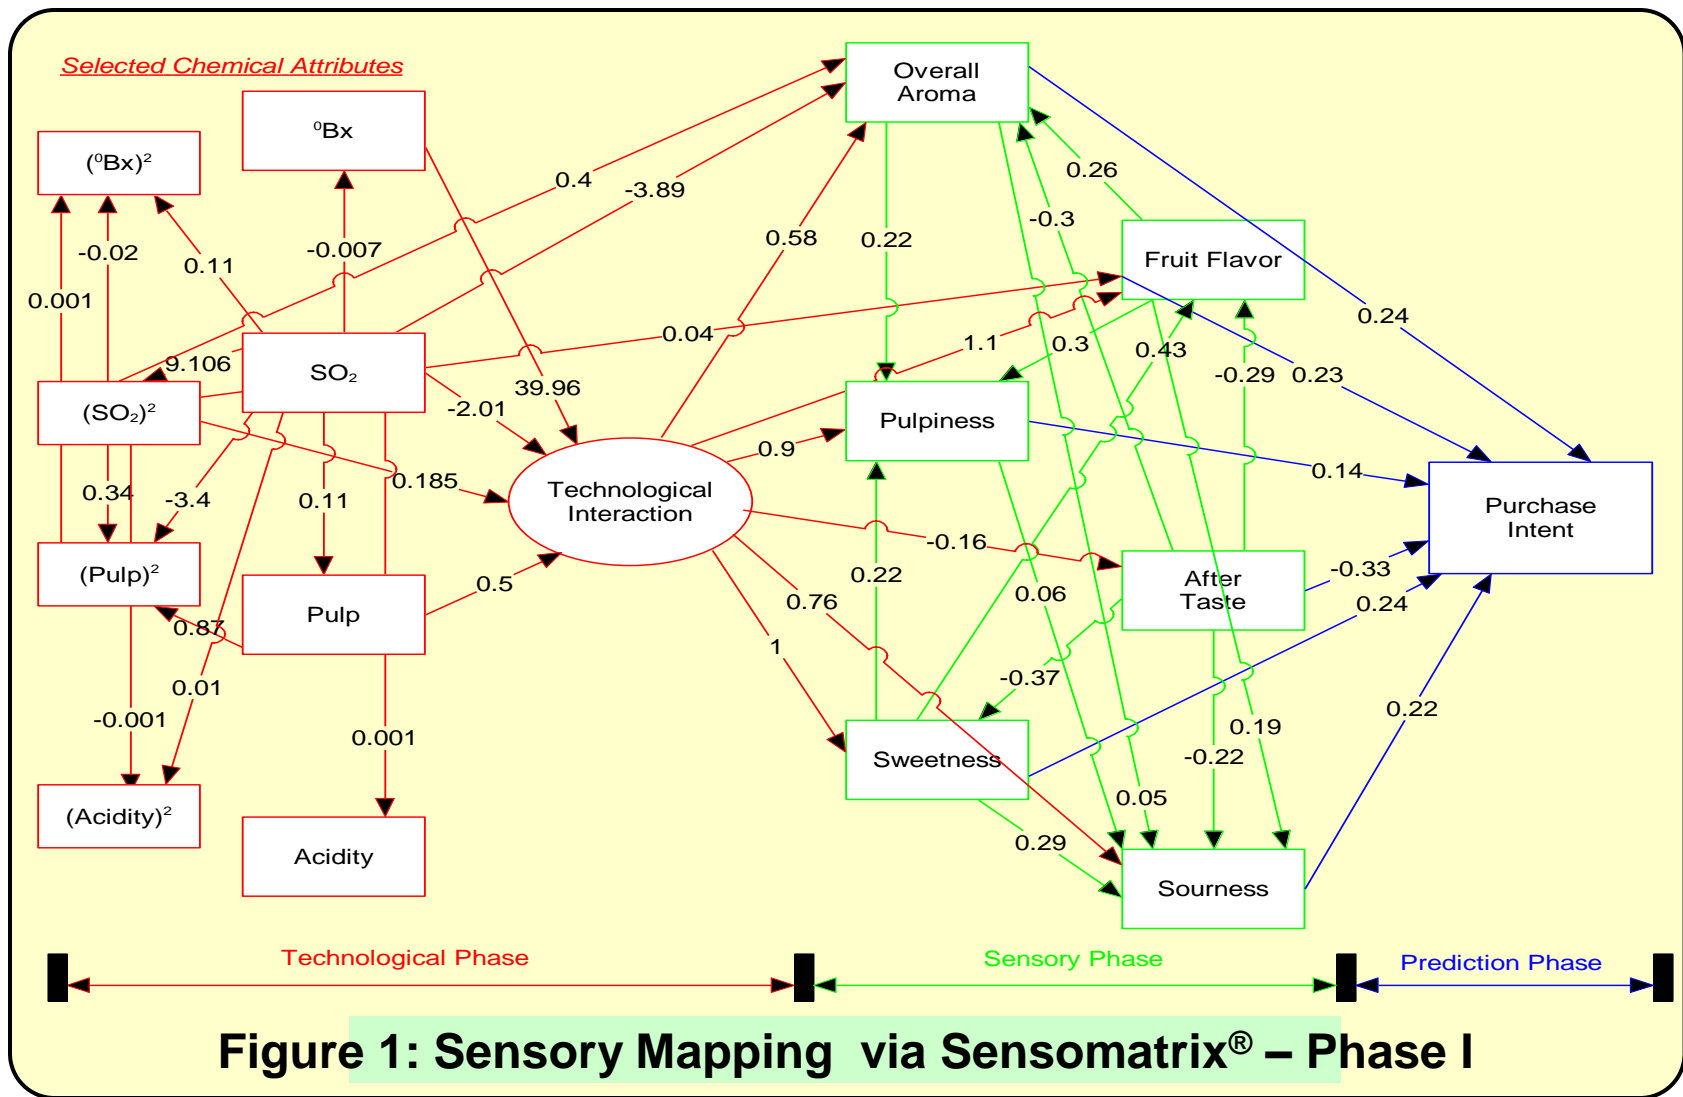 Selected Chemical Attributes
⁰Bx
(⁰Bx)²
SO₂
(SO₂)²
Pulp
(Pulp)²
Acidity
(Acidity)²
Technological
Interaction
Overall
Aroma
Fruit Flavor
Pulpiness
After
Taste
Sweetness
Sourness
Purchase
Intent
0.4
-3.89
0.26
-0.3
-0.02
-0.007
0.11
0.58
0.22
0.001
0.24
0.04
1.1
0.3
0.43
9.106
-0.29
0.23
39.96
-2.01
0.9
0.14
0.185
0.34
-3.4
0.11
-0.16
0.22
-0.33
0.5
0.06
0.76
0.24
0.87
1
-0.37
0.01
-0.001
0.22
0.19
0.001
-0.22
0.05
0.29
Technological Phase
Sensory Phase
Prediction Phase
Figure 1: Sensory Mapping via Sensomatrix® – Phase I